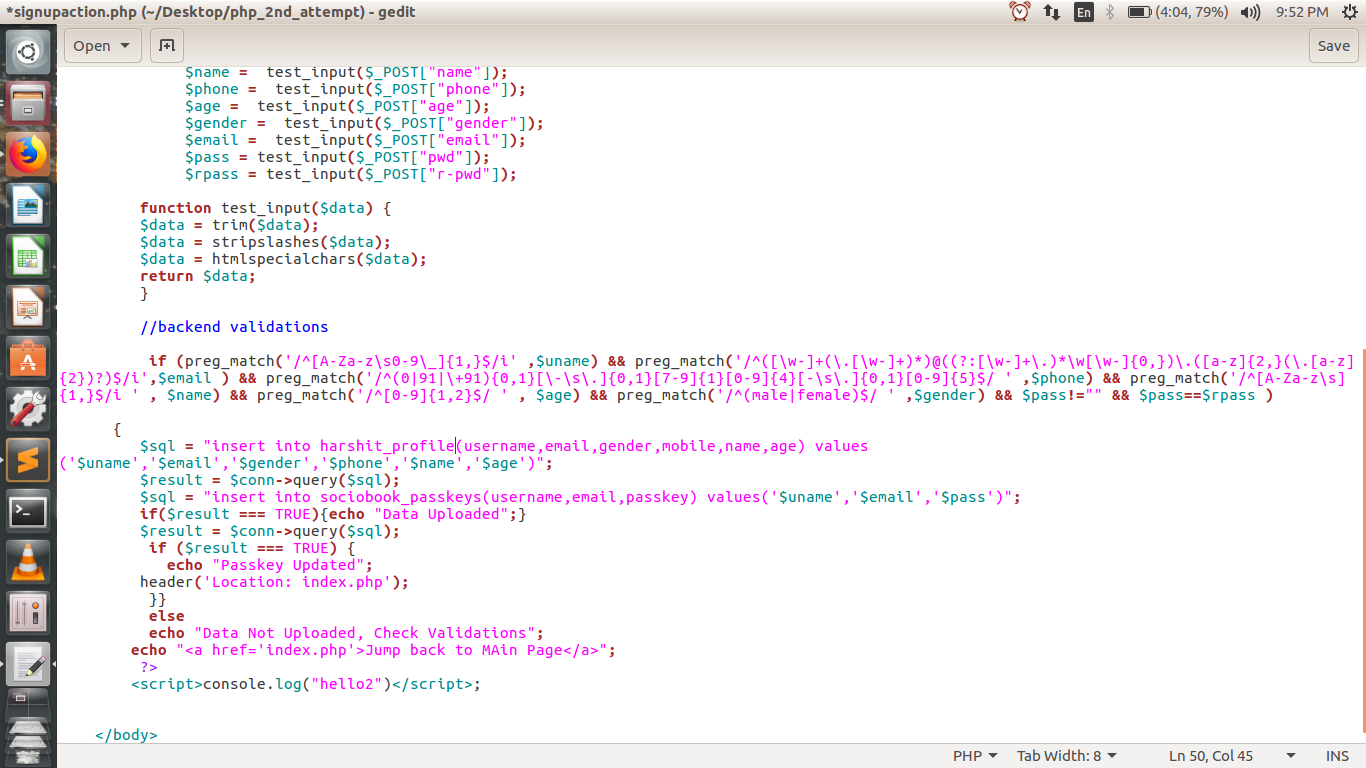 *signupaction.php (~/Desktop/php_2nd_attempt) - gedit
En
(4:04, 79%)
9:52 PM
Open
Save
$name =  test_input($_POST["name"]);
$phone =  test_input($_POST["phone"]);
$age =  test_input($_POST["age"]);
$gender =  test_input($_POST["gender"]);
$email =  test_input($_POST["email"]);
$pass = test_input($_POST["pwd"]);
$rpass = test_input($_POST["r-pwd"]);
function test_input($data) {
$data = trim($data);
$data = stripslashes($data);
$data = htmlspecialchars($data);
return $data;
}
//backend validations
if (preg_match('/^[A-Za-z\s0-9\_]{1,}$/i' ,$uname) && preg_match('/^([\w-]+(\.[\w-]+)*)@((?:[\w-]+\.)*\w[\w-]{0,})\.([a-z]{2,}(\.[a-z]
{2})?)$/i',$email ) && preg_match('/^(0|91|\+91){0,1}[\-\s\.]{0,1}[7-9]{1}[0-9]{4}[-\s\.]{0,1}[0-9]{5}$/ ' ,$phone) && preg_match('/^[A-Za-z\s]
{1,}$/i ' , $name) && preg_match('/^[0-9]{1,2}$/ ' , $age) && preg_match('/^(male|female)$/ ' ,$gender) && $pass!="" && $pass==$rpass )
{
$sql = "insert into harshit_profile(username,email,gender,mobile,name,age) values
('$uname','$email','$gender','$phone','$name','$age')";
$result = $conn->query($sql);
$sql = "insert into sociobook_passkeys(username,email,passkey) values('$uname','$email','$pass')";
if($result === TRUE){echo "Data Uploaded";}
$result = $conn->query($sql);
if ($result === TRUE) {
echo "Passkey Updated";
header('Location: index.php');
}}
else
echo "Data Not Uploaded, Check Validations";
echo "<a href='index.php'>Jump back to MAin Page</a>";
?>
<script>console.log("hello2")</script>;
</body>
PHP
Tab Width: 8
Ln 50, Col 45
INS